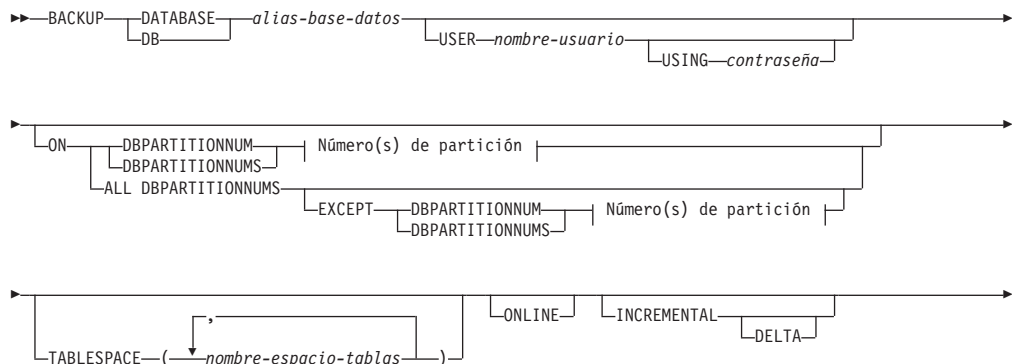 BACKUP DATABASE alias-base-datos
DB USER nombre-usuario
USING contraseña
ON DBPARTITIONNUM Número(s) de partición
DBPARTITIONNUMS
ALL DBPARTITIONNUMS
EXCEPT DBPARTITIONNUM Número(s) de partición
DBPARTITIONNUMS
,
ONLINE INCREMENTAL
DELTA
TABLESPACE ( nombre-espacio-tablas )